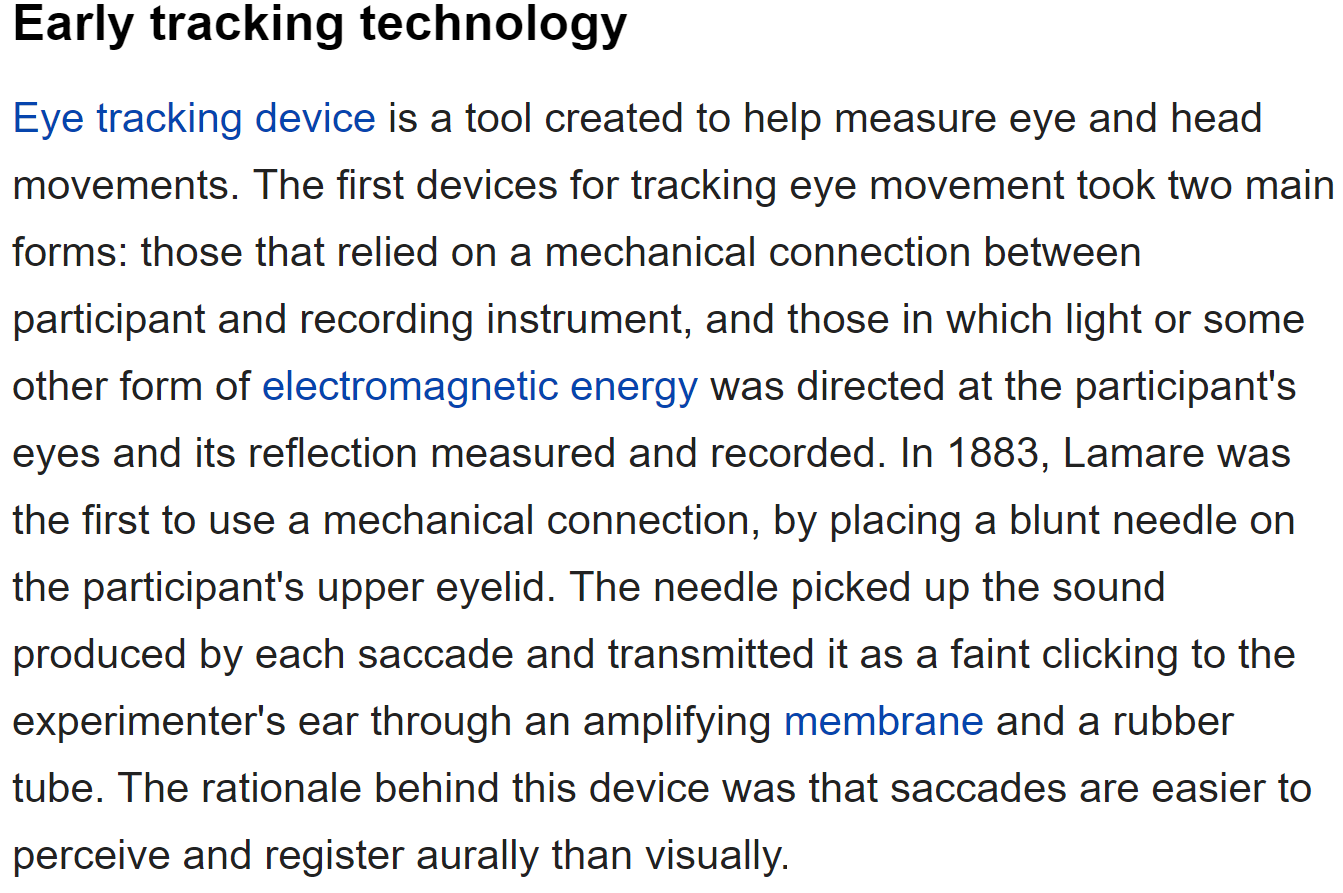 Early tracking technology
Eye tracking device is a tool created to help measure eye and head
movements. The first devices for tracking eye movement took two main
forms: those that relied on a mechanical connection between
participant and recording instrument, and those in which light or some
other form of electromagnetic energy was directed at the participant's
eyes and its reflection measured and recorded. In 1883, Lamare was
the first to use a mechanical connection, by placing a blunt needle on
the participant's upper eyelid. The needle picked up the sound
produced by each saccade and transmitted it as a faint clicking to the
experimenter's ear through an amplifying membrane and a rubber
tube. The rationale behind this device was that saccades are easier to
perceive and register aurally than visually.